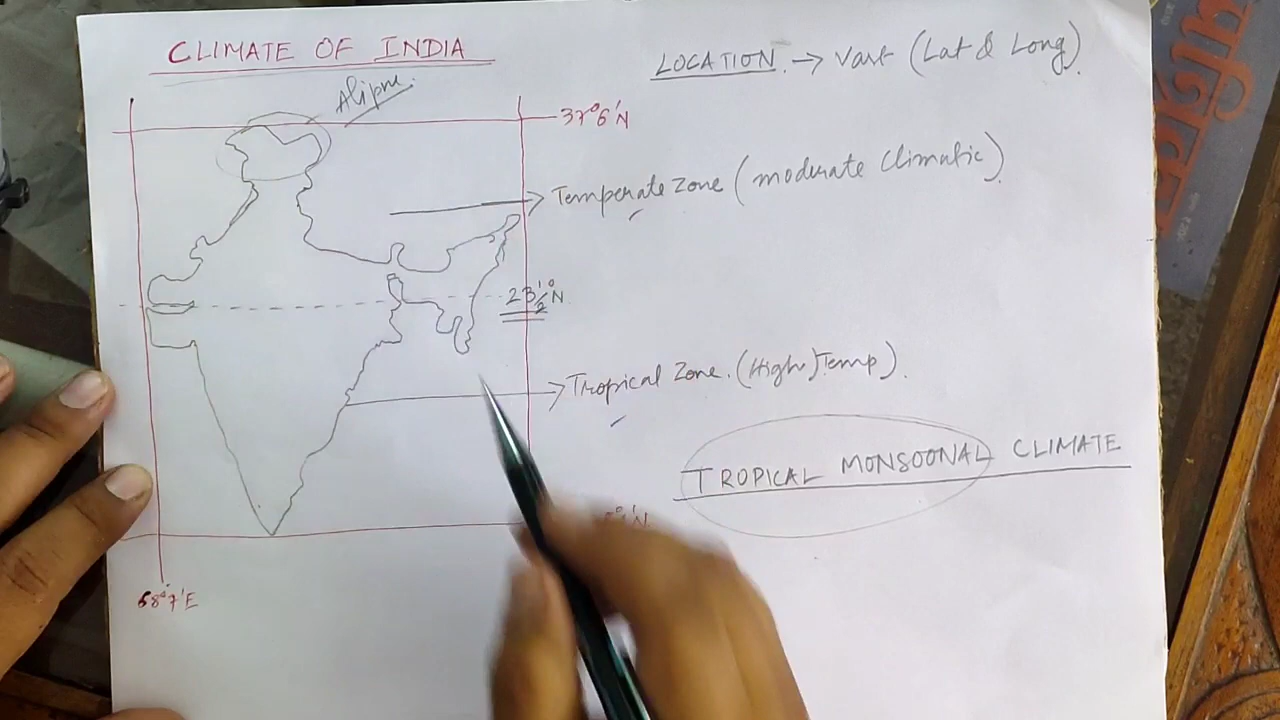 CLIMATE OF INDIA
LOCATION. → Vast (Lat & Long).
37°6'N
Temperate Zone (moderate Climatic).
23½°N
Tropical Zone. (High) Temp).
TROPICAL MONSOONAL CLIMATE
68°7'E